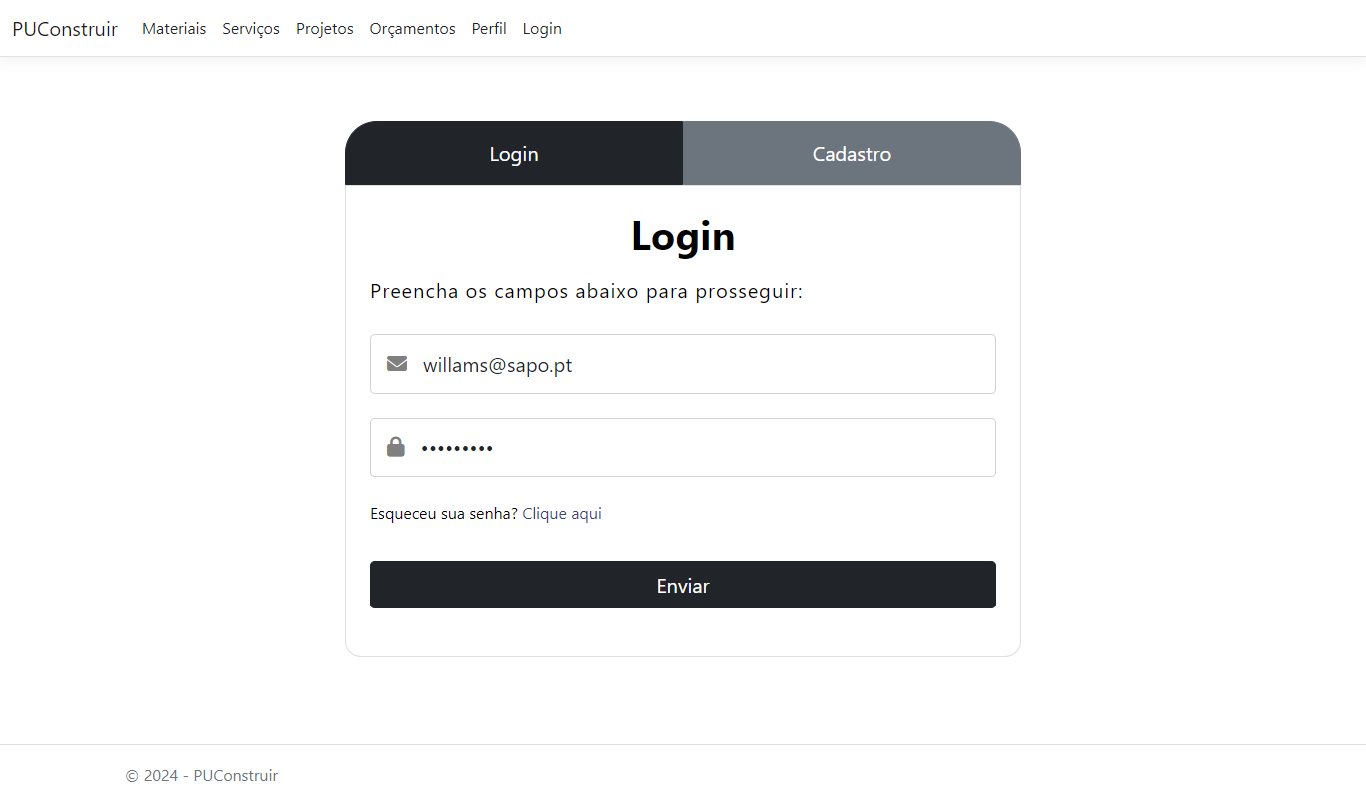 PUConstruir Materiais Serviços Projetos Orçamentos Perfil Login
Login Cadastro
Login
Preencha os campos abaixo para prosseguir:
willams@sapo.pt
•••••••••
Esqueceu sua senha? Clique aqui
Enviar
© 2024 - PUConstruir